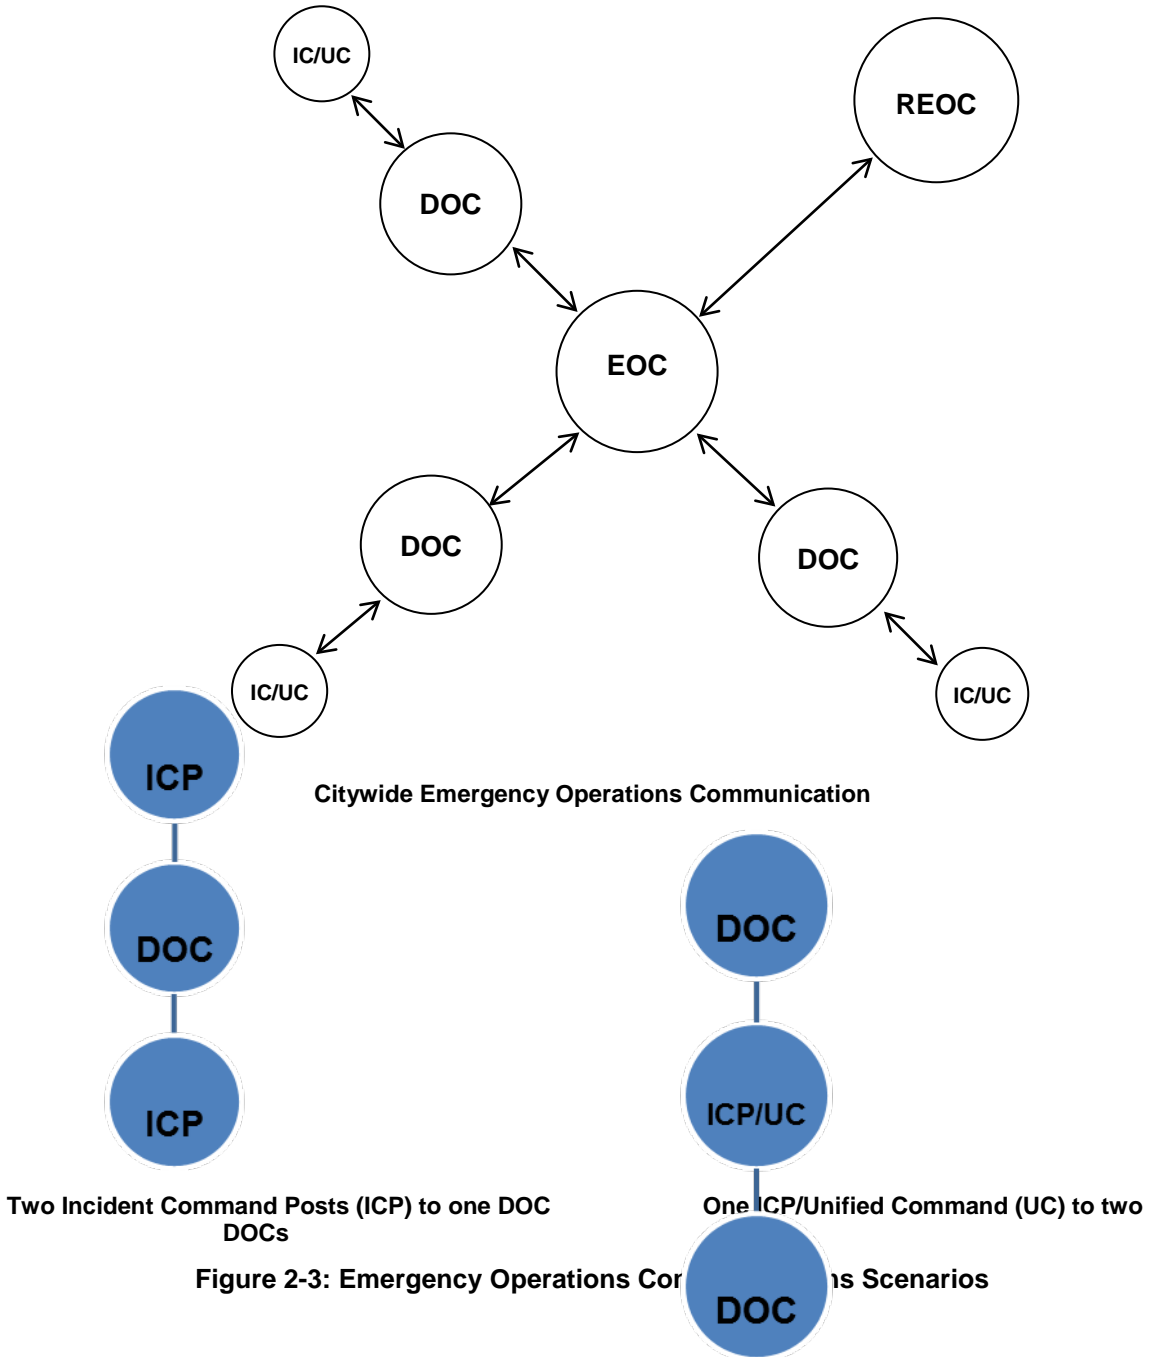 IC/UC
REOC
DOC
EOC
DOC
DOC
IC/UC
IC/UC
ICP
Citywide Emergency Operations Communication
DOC
DOC
ICP
ICP/UC
Two Incident Command Posts (ICP) to one DOC
One ICP/Unified Command (UC) to two
DOCs
Figure 2-3: Emergency Operations Scenarios
DOC